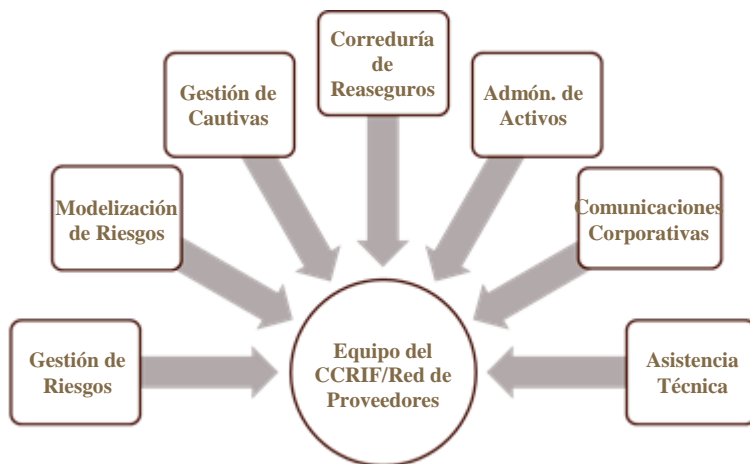 Correduría
de
Reaseguros
Gestión de
Cautivas
Admón. de
Activos
Modelización
de Riesgos
Comunicaciones
Corporativas
Gestión de
Riesgos
Equipo del
CCRIF/Red de
Proveedores
Asistencia
Técnica